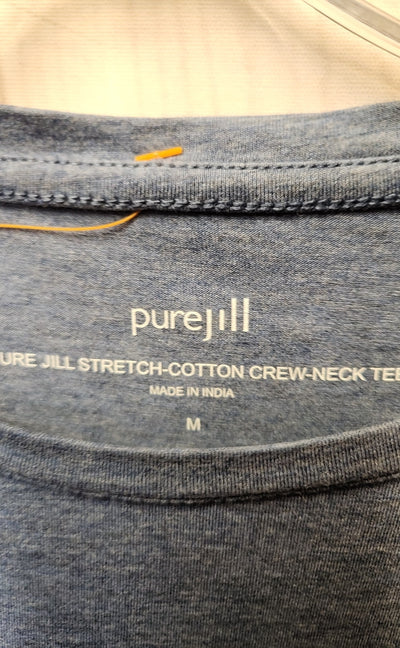 purejill
URE JILL STRETCH-COTTON CREW-NECK TEE
MADE IN INDIA
M